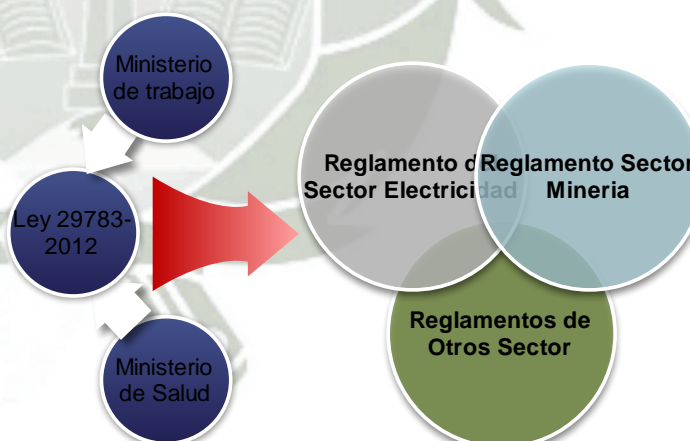 Ministerio
de trabajo
Ley 29783-
2012
Ministerio
de Salud
Reglamento d
Sector Electricidad
Reglamento Sector
Mineria
Reglamentos de
Otros Sector